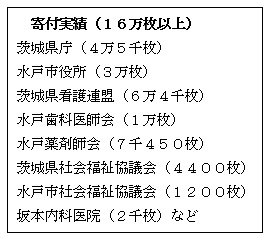 寄付実績（１６万枚以上）
茨城県庁（４万５千枚）
水戸市役所（３万枚）
茨城県看護連盟（６万４千枚）
水戸歯科医師会（１万枚）
水戸薬剤師会（７千４５０枚）
茨城県社会福祉協議会（４４００枚）
水戸市社会福祉協議会（１２００枚）
坂本内科医院（２千枚）など